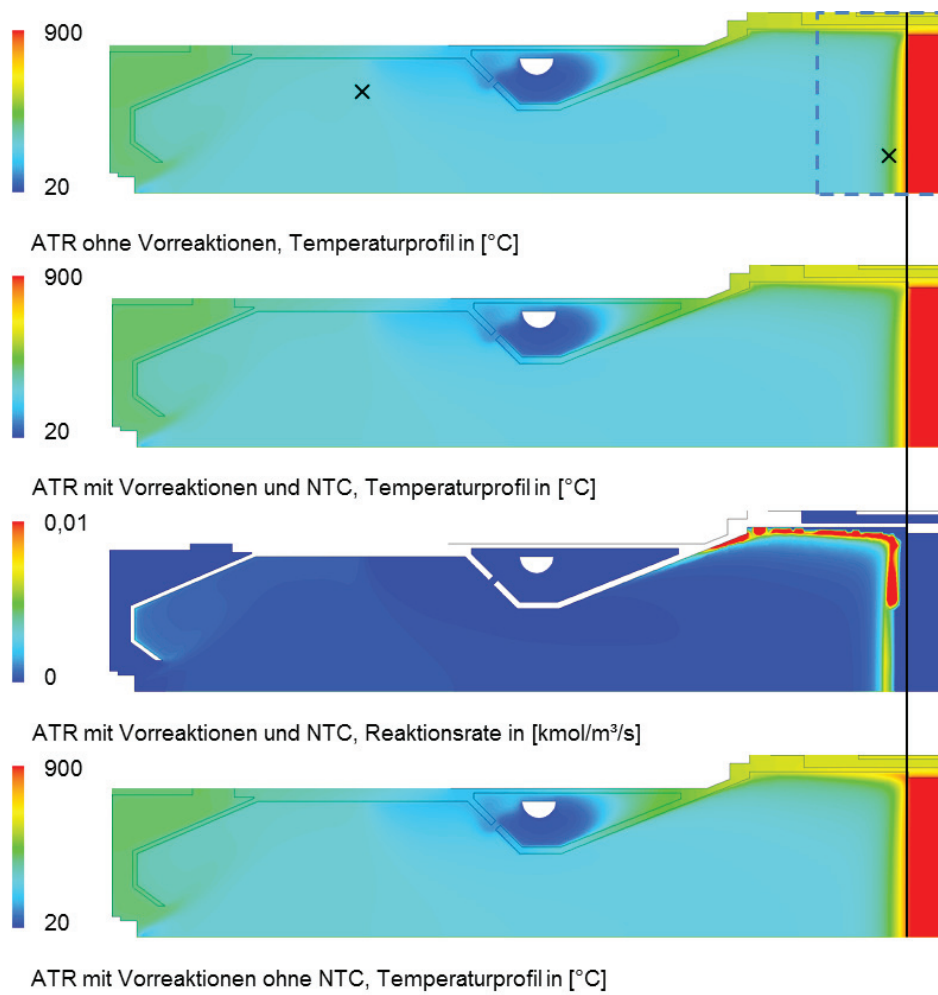 900
20
ATR ohne Vorreaktionen, Temperaturprofil in [°C]
900
20
ATR mit Vorreaktionen und NTC, Temperaturprofil in [°C]
0,01
0
ATR mit Vorreaktionen und NTC, Reaktionsrate in [kmol/m³/s]
900
20
ATR mit Vorreaktionen ohne NTC, Temperaturprofil in [°C]